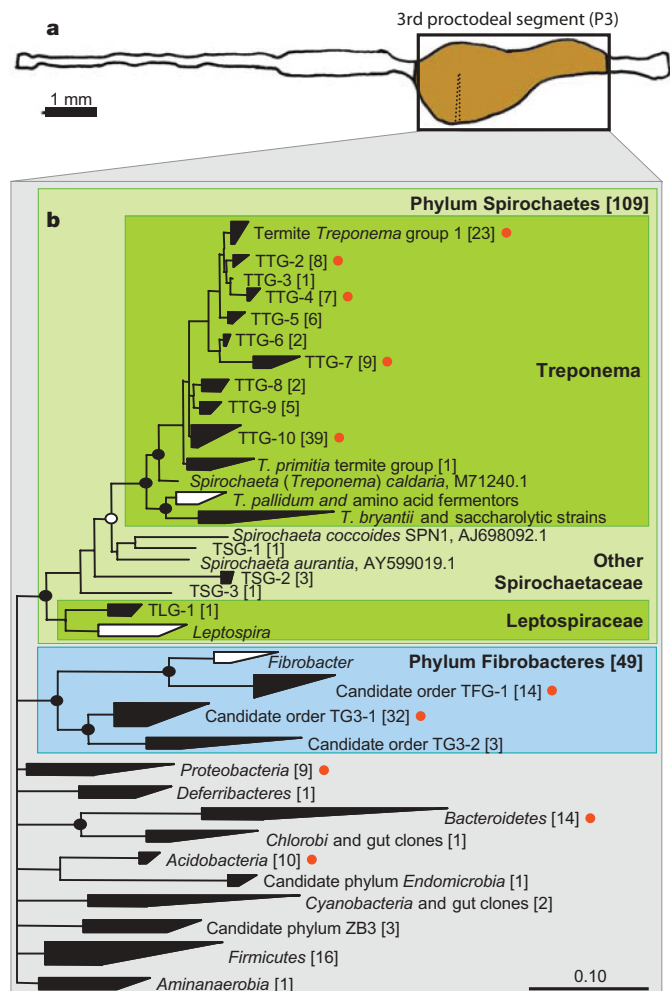 3rd proctodeal segment (P3)
a
1 mm
b
Phylum Spirochaetes [109]
Termite Treponema group 1 [23]
TTG-2 [8]
TTG-3 [1]
TTG-4 [7]
TTG-5 [6]
TTG-6 [2]
TTG-7 [9]
Treponema
TTG-8 [2]
TTG-9 [5]
TTG-10 [39]
T. primitia termite group [1]
Spirochaeta (Treponema) caldaria, M71240.1
T. pallidum and amino acid fermentors
T. bryantii and saccharolytic strains
Spirochaeta coccoides SPN1, AJ698092.1
TSG-1 [1]
Spirochaeta aurantia, AY599019.1
Other
Spirochaetaceae
TSG-2 [3]
TSG-3 [1]
TLG-1 [1]
Leptospiraceae
Leptospira
Phylum Fibrobacteres [49]
Fibrobacter
Candidate order TFG-1 [14]
Candidate order TG3-1 [32]
Candidate order TG3-2 [3]
Proteobacteria [9]
Deferribacteres [1]
Bacteroidetes [14]
Chlorobi and gut clones [1]
Acidobacteria [10]
Candidate phylum Endomicrobia [1]
Cyanobacteria and gut clones [2]
Candidate phylum ZB3 [3]
Firmicutes [16]
Aminanaerobia [1]
0.10